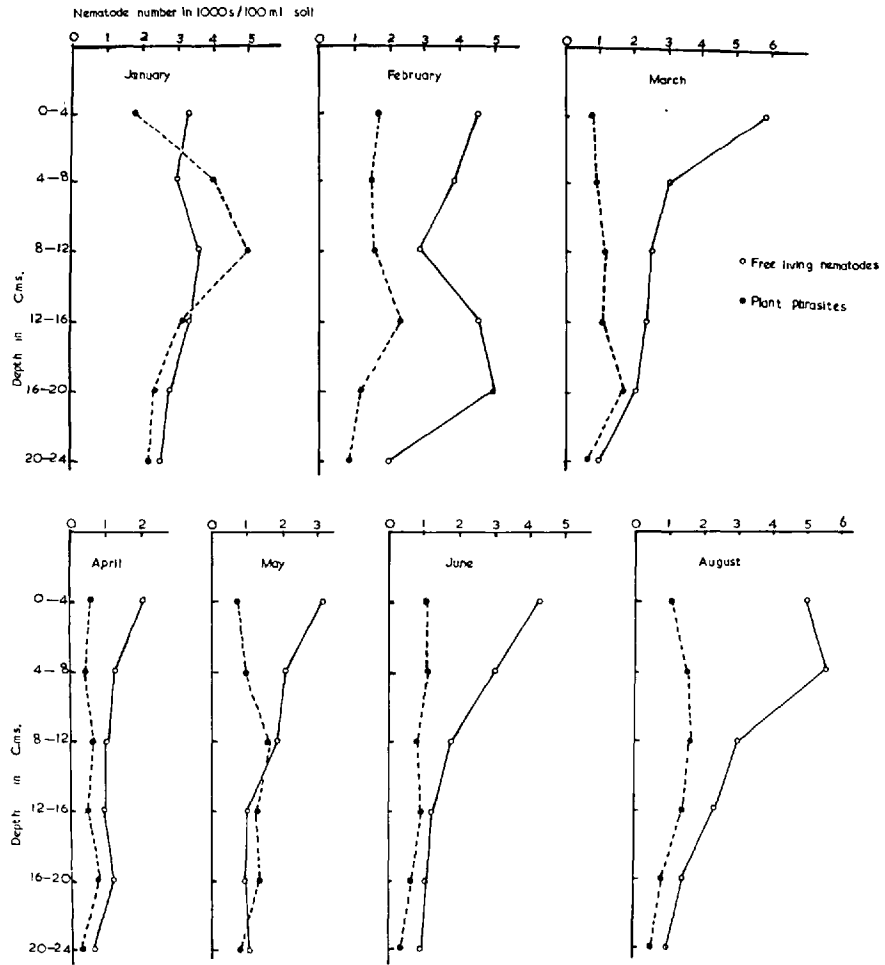 Nematode number in 1000s/100 ml soil
0 1 2 3 4 5
0 1 2 3 4 5
0 1 2 3 4 5 6
January
February
March
0—4
4—8
8—12
12—16
16—20
20—24
Depth in Cms.
Free living nematodes
Plant parasites
0 1 2
0 1 2 3
0 1 2 3 4 5
0 1 2 3 4 5 6
April
May
June
August
0—4
4—8
8—12
12—16
16—20
20—24
Depth in Cms.